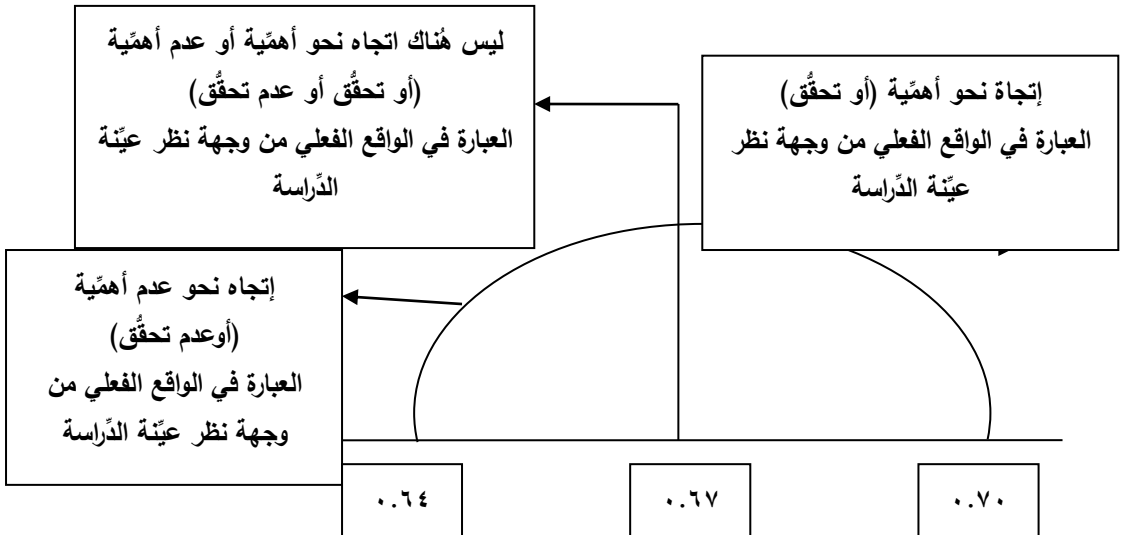 إتجاة نحو أهمِّية (أو تحقُّق)
العبارة في الواقع الفعلي من وجهة نظر
عيِّنة الدِّراسة
ليس هُناك اتجاه نحو أهمِّية أو عدم أهمِّية
(أو تحقُّق أو عدم تحقُّق)
العبارة في الواقع الفعلي من وجهة نظر عيِّنة
الدِّراسة
إتجاه نحو عدم أهمِّية
(أوعدم تحقُّق)
العبارة في الواقع الفعلي من
وجهة نظر عيِّنة الدِّراسة
٠.٧٠
٠.٦٧
٠.٦٤